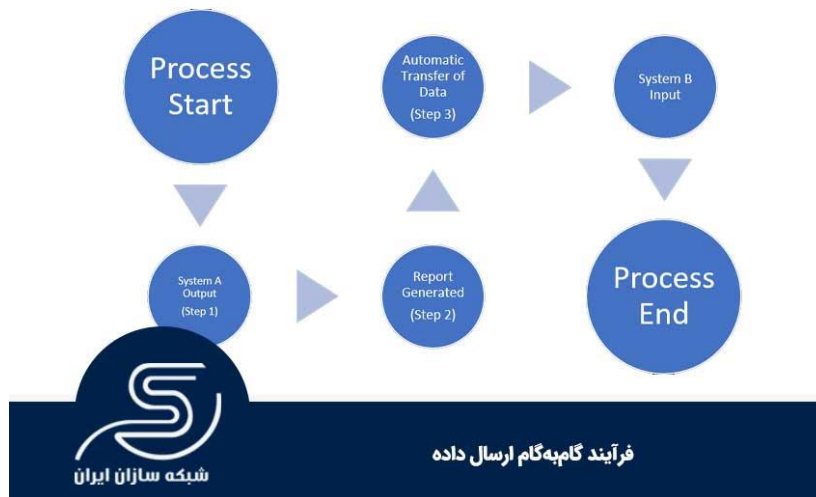 Process
Start
System A
Output
(Step 1)
Report
Generated
(Step 2)
Automatic
Transfer of
Data
(Step 3)
System B
Input
Process
End
شبکه سازان ایران
فرآیند گام‌به‌گام ارسال داده